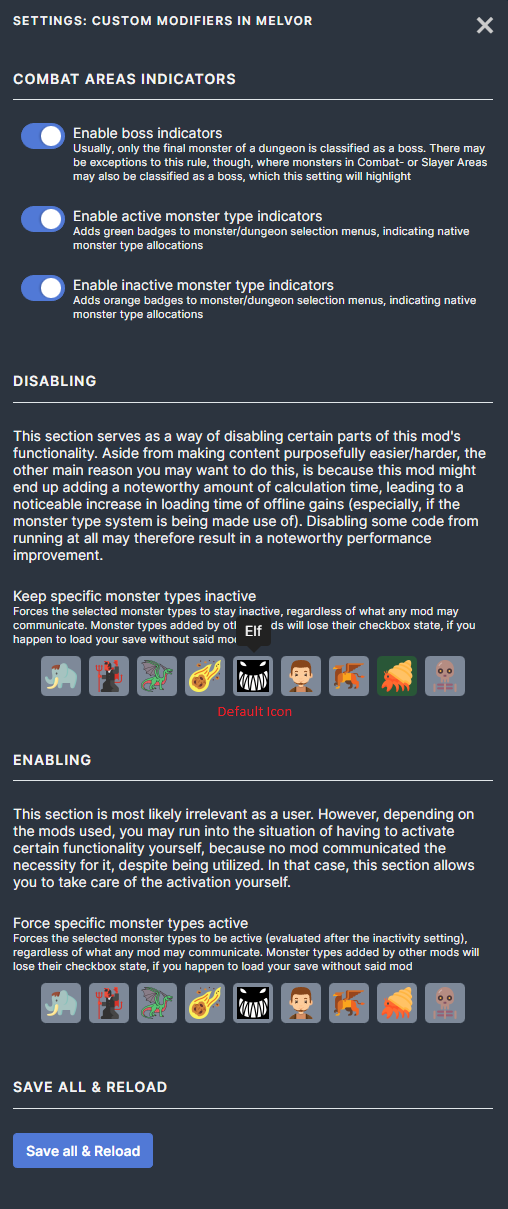 SETTINGS: CUSTOM MODIFIERS IN MELVOR
COMBAT AREAS INDICATORS
Enable boss indicators
Usually, only the final monster of a dungeon is classified as a boss. There may
be exceptions to this rule, though, where monsters in Combat- or Slayer Areas
may also be classified as a boss, which this setting will highlight
Enable active monster type indicators
Adds green badges to monster/dungeon selection menus, indicating native
monster type allocations
Enable inactive monster type indicators
Adds orange badges to monster/dungeon selection menus, indicating native
monster type allocations
DISABLING
This section serves as a way of disabling certain parts of this mod's
functionality. Aside from making content purposefully easier/harder, the
other main reason you may want to do this, is because this mod might
end up adding a noteworthy amount of calculation time, leading to a
noticeable increase in loading time of offline gains (especially, if the
monster type system is being made use of). Disabling some code from
running at all may therefore result in a noteworthy performance
improvement.
Keep specific monster types inactive
Forces the selected monster types to stay inactive, regardless of what any mod may
communicate. Monster types added by oth ds will lose their checkbox state, if you
happen to load your save without said mo
Elf
Default Icon
ENABLING
This section is most likely irrelevant as a user. However, depending on
the mods used, you may run into the situation of having to activate
certain functionality yourself, because no mod communicated the
necessity for it, despite being utilized. In that case, this section allows
you to take care of the activation yourself.
Force specific monster types active
Forces the selected monster types to be active (evaluated after the inactivity setting),
regardless of what any mod may communicate. Monster types added by other mods will
lose their checkbox state, if you happen to load your save without said mod
SAVE ALL & RELOAD
Save all & Reload